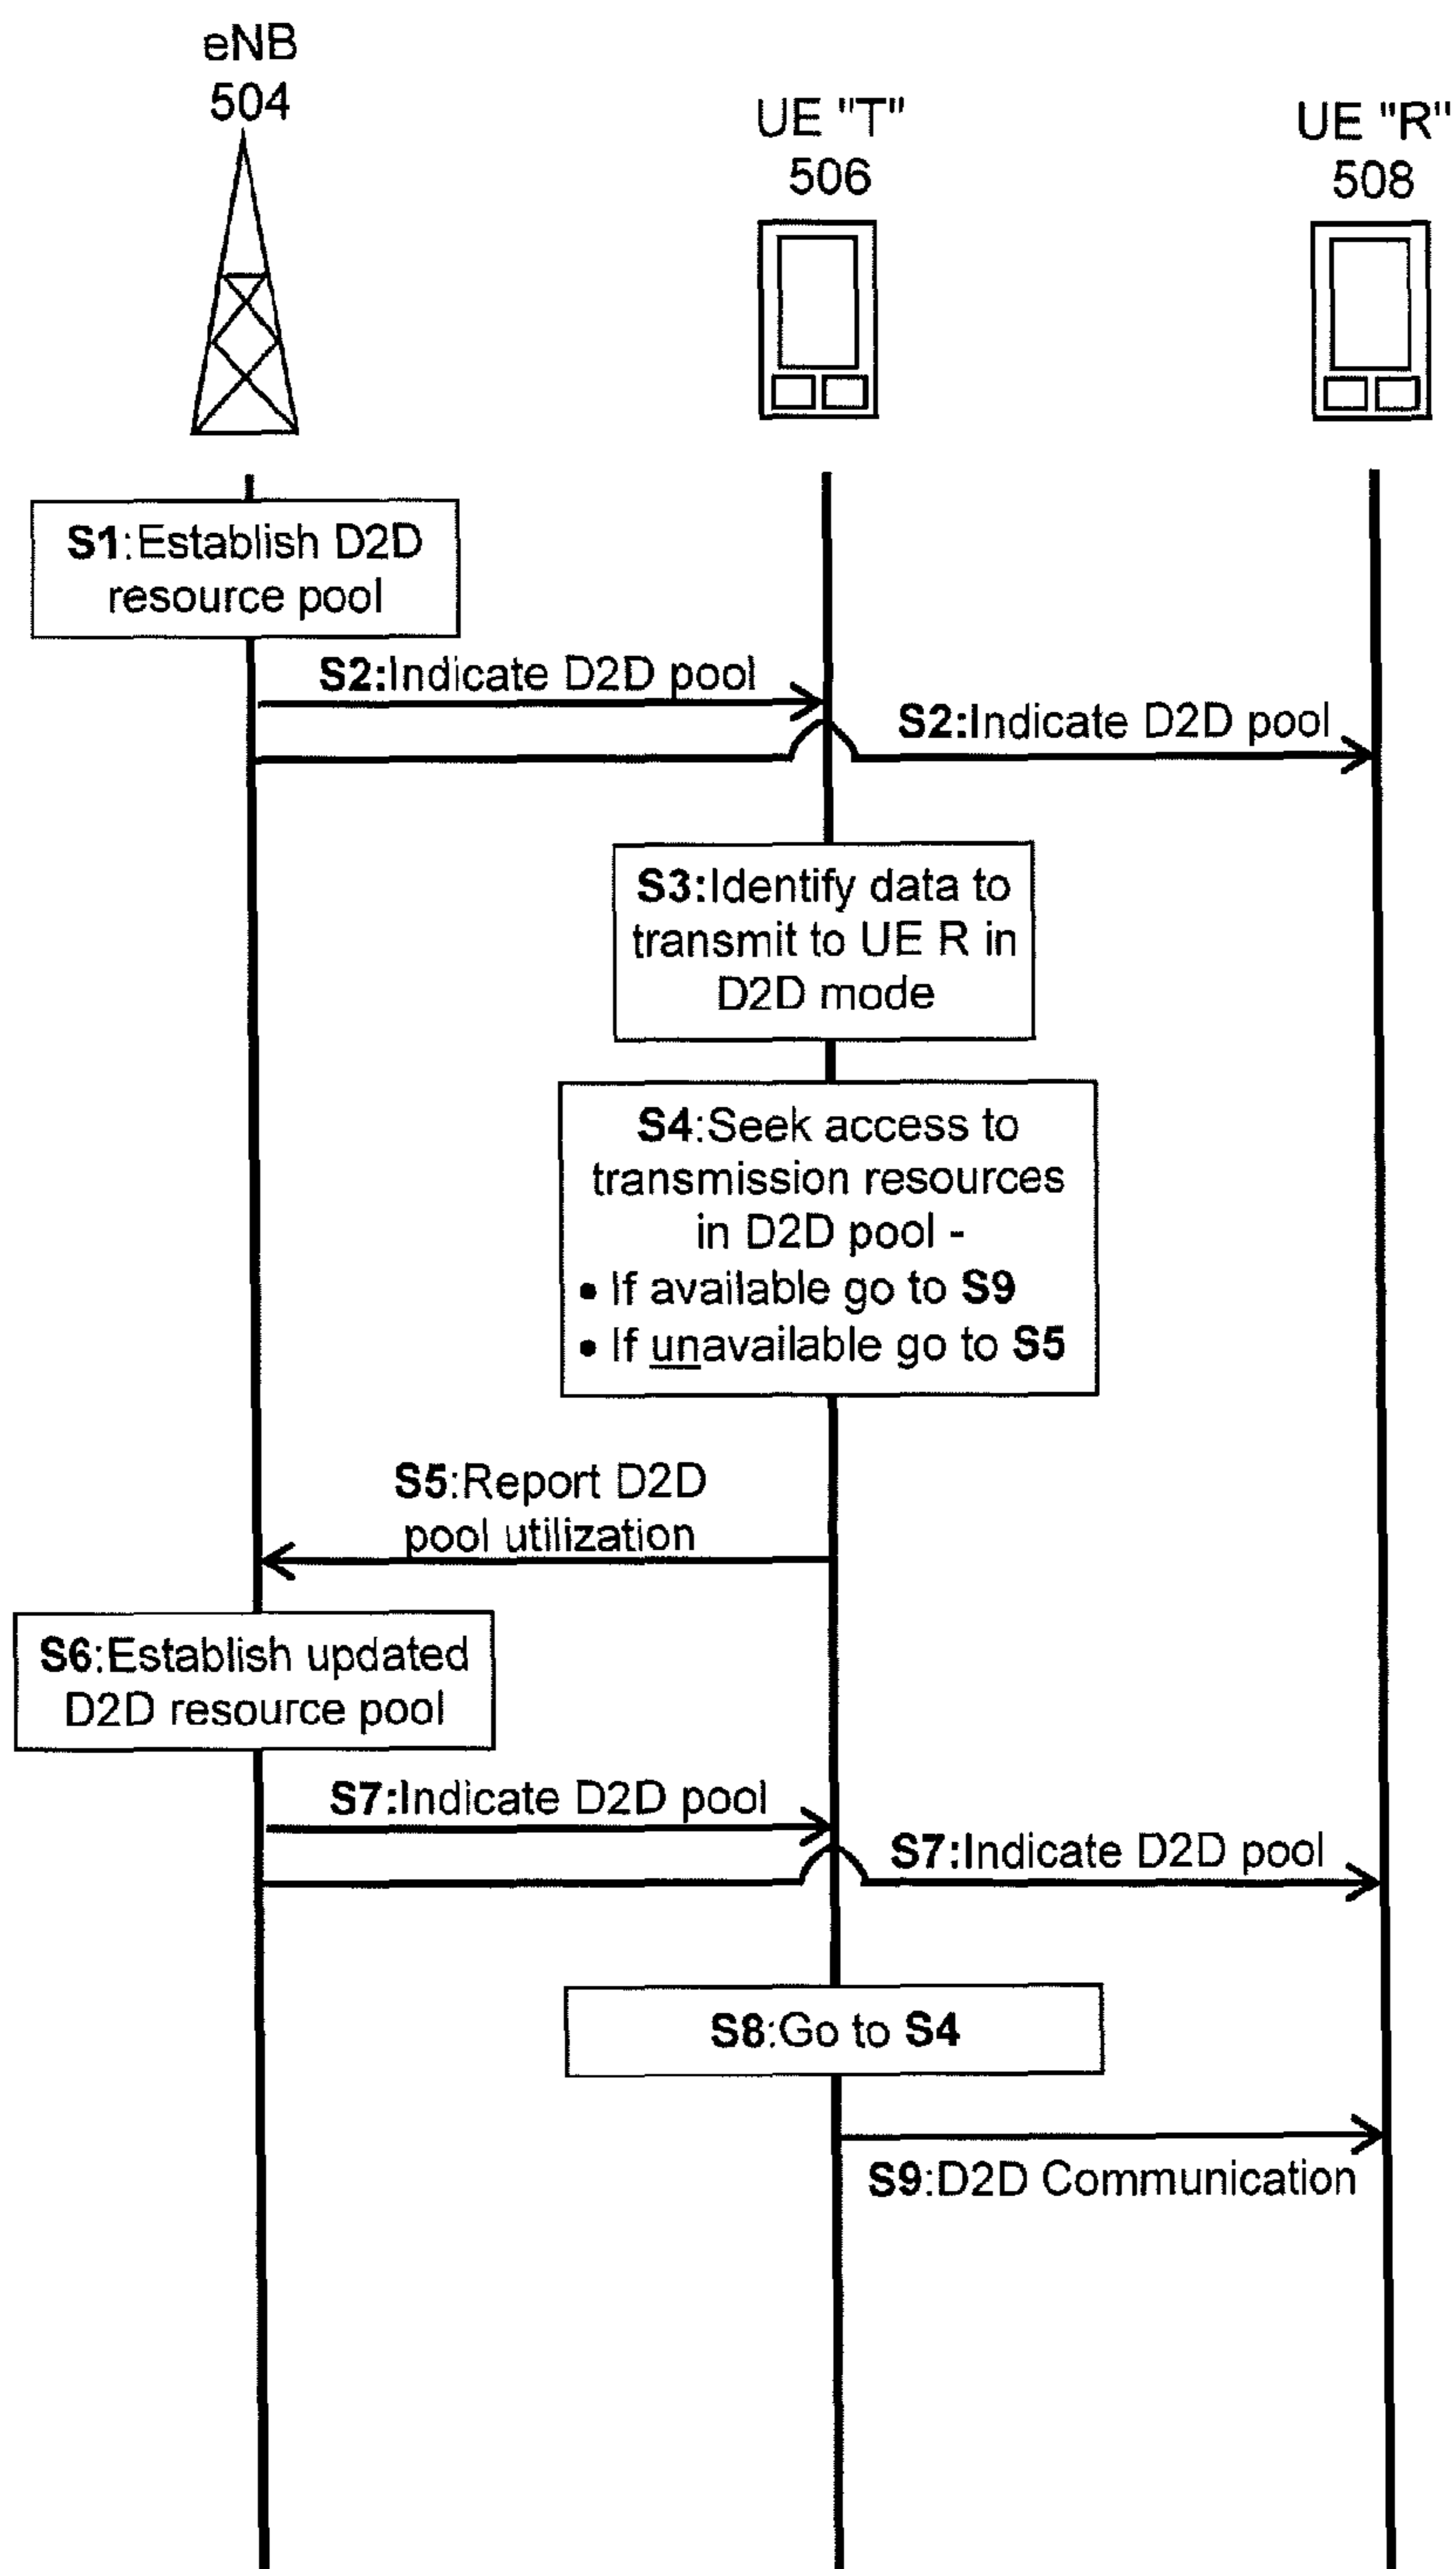 eNB
504
UE "T"
506
UE "R"
508
S1:Establish D2D
resource pool
S2:Indicate D2D pool
S2:Indicate D2D pool
S3:Identify data to
transmit to UE R in
D2D mode
S4:Seek access to
transmission resources
in D2D pool -
• If available go to S9
• If unavailable go to S5
S5:Report D2D
pool utilization
S6:Establish updated
D2D resource pool
S7:Indicate D2D pool
S7:Indicate D2D pool
S8:Go to S4
S9:D2D Communication